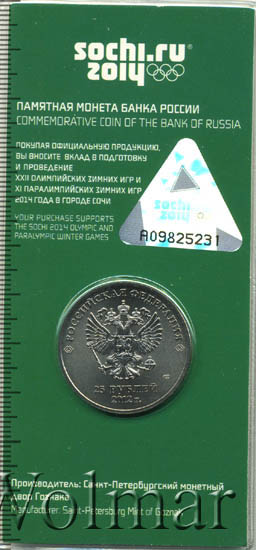 sochi.ru
2014
ПАМЯТНАЯ МОНЕТА БАНКА РОССИИ
COMMEMORATIVE COIN OF THE BANK OF RUSSIA
ПОКУПАЯ ОФИЦИАЛЬНУЮ ПРОДУКЦИЮ,
ВЫ ВНОСИТЕ ВКЛАД В ПОДГОТОВКУ
И ПРОВЕДЕНИЕ
XXII ОЛИМПИЙСКИХ ЗИМНИХ ИГР И
XI ПАРАЛИМПИЙСКИХ ЗИМНИХ ИГР
2014 ГОДА В ГОРОДЕ СОЧИ
YOUR PURCHASE SUPPORTS
THE SOCHI 2014 OLYMPIC AND
PARALYMPIC WINTER GAMES
sochi.ru
2014
A09825231
РОССИЙСКАЯ ФЕДЕРАЦИЯ
25 РУБЛЕЙ
2012 г.
Производитель: Санкт-Петербургский монетный
двор Гознака
Manufacturer: Saint-Petersburg Mint of Goznak
Volmar